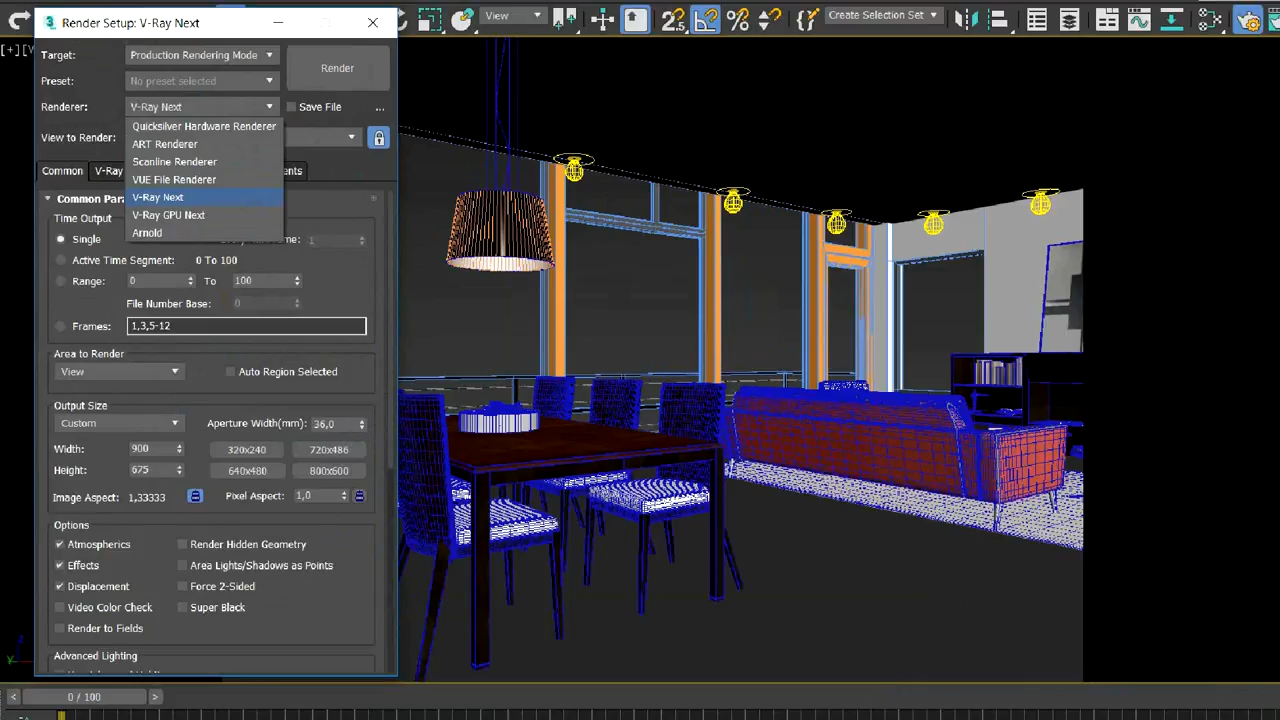 Render Setup: V-Ray Next
View
Create Selection Set
[+] [V
Target:
Production Rendering Mode
Render
Preset:
No preset selected
Renderer:
V-Ray Next
Save File
...
Quicksilver Hardware Renderer
ART Renderer
Scanline Renderer
VUE File Renderer
V-Ray Next
V-Ray GPU Next
Arnold
View to Render:
Common
V-Ray
ents
Common Para
Time Output
Single
1
Active Time Segment:
0 To 100
Range:
0
To
100
File Number Base:
0
Frames:
1,3,5-12
Area to Render
View
Auto Region Selected
Output Size
Custom
Aperture Width(mm):
36,0
Width:
900
320x240
720x486
Height:
675
640x480
800x600
Image Aspect:
1,33333
Pixel Aspect:
1,0
Options
Atmospherics
Render Hidden Geometry
Effects
Area Lights/Shadows as Points
Displacement
Force 2-Sided
Video Color Check
Super Black
Render to Fields
Advanced Lighting
0 / 100